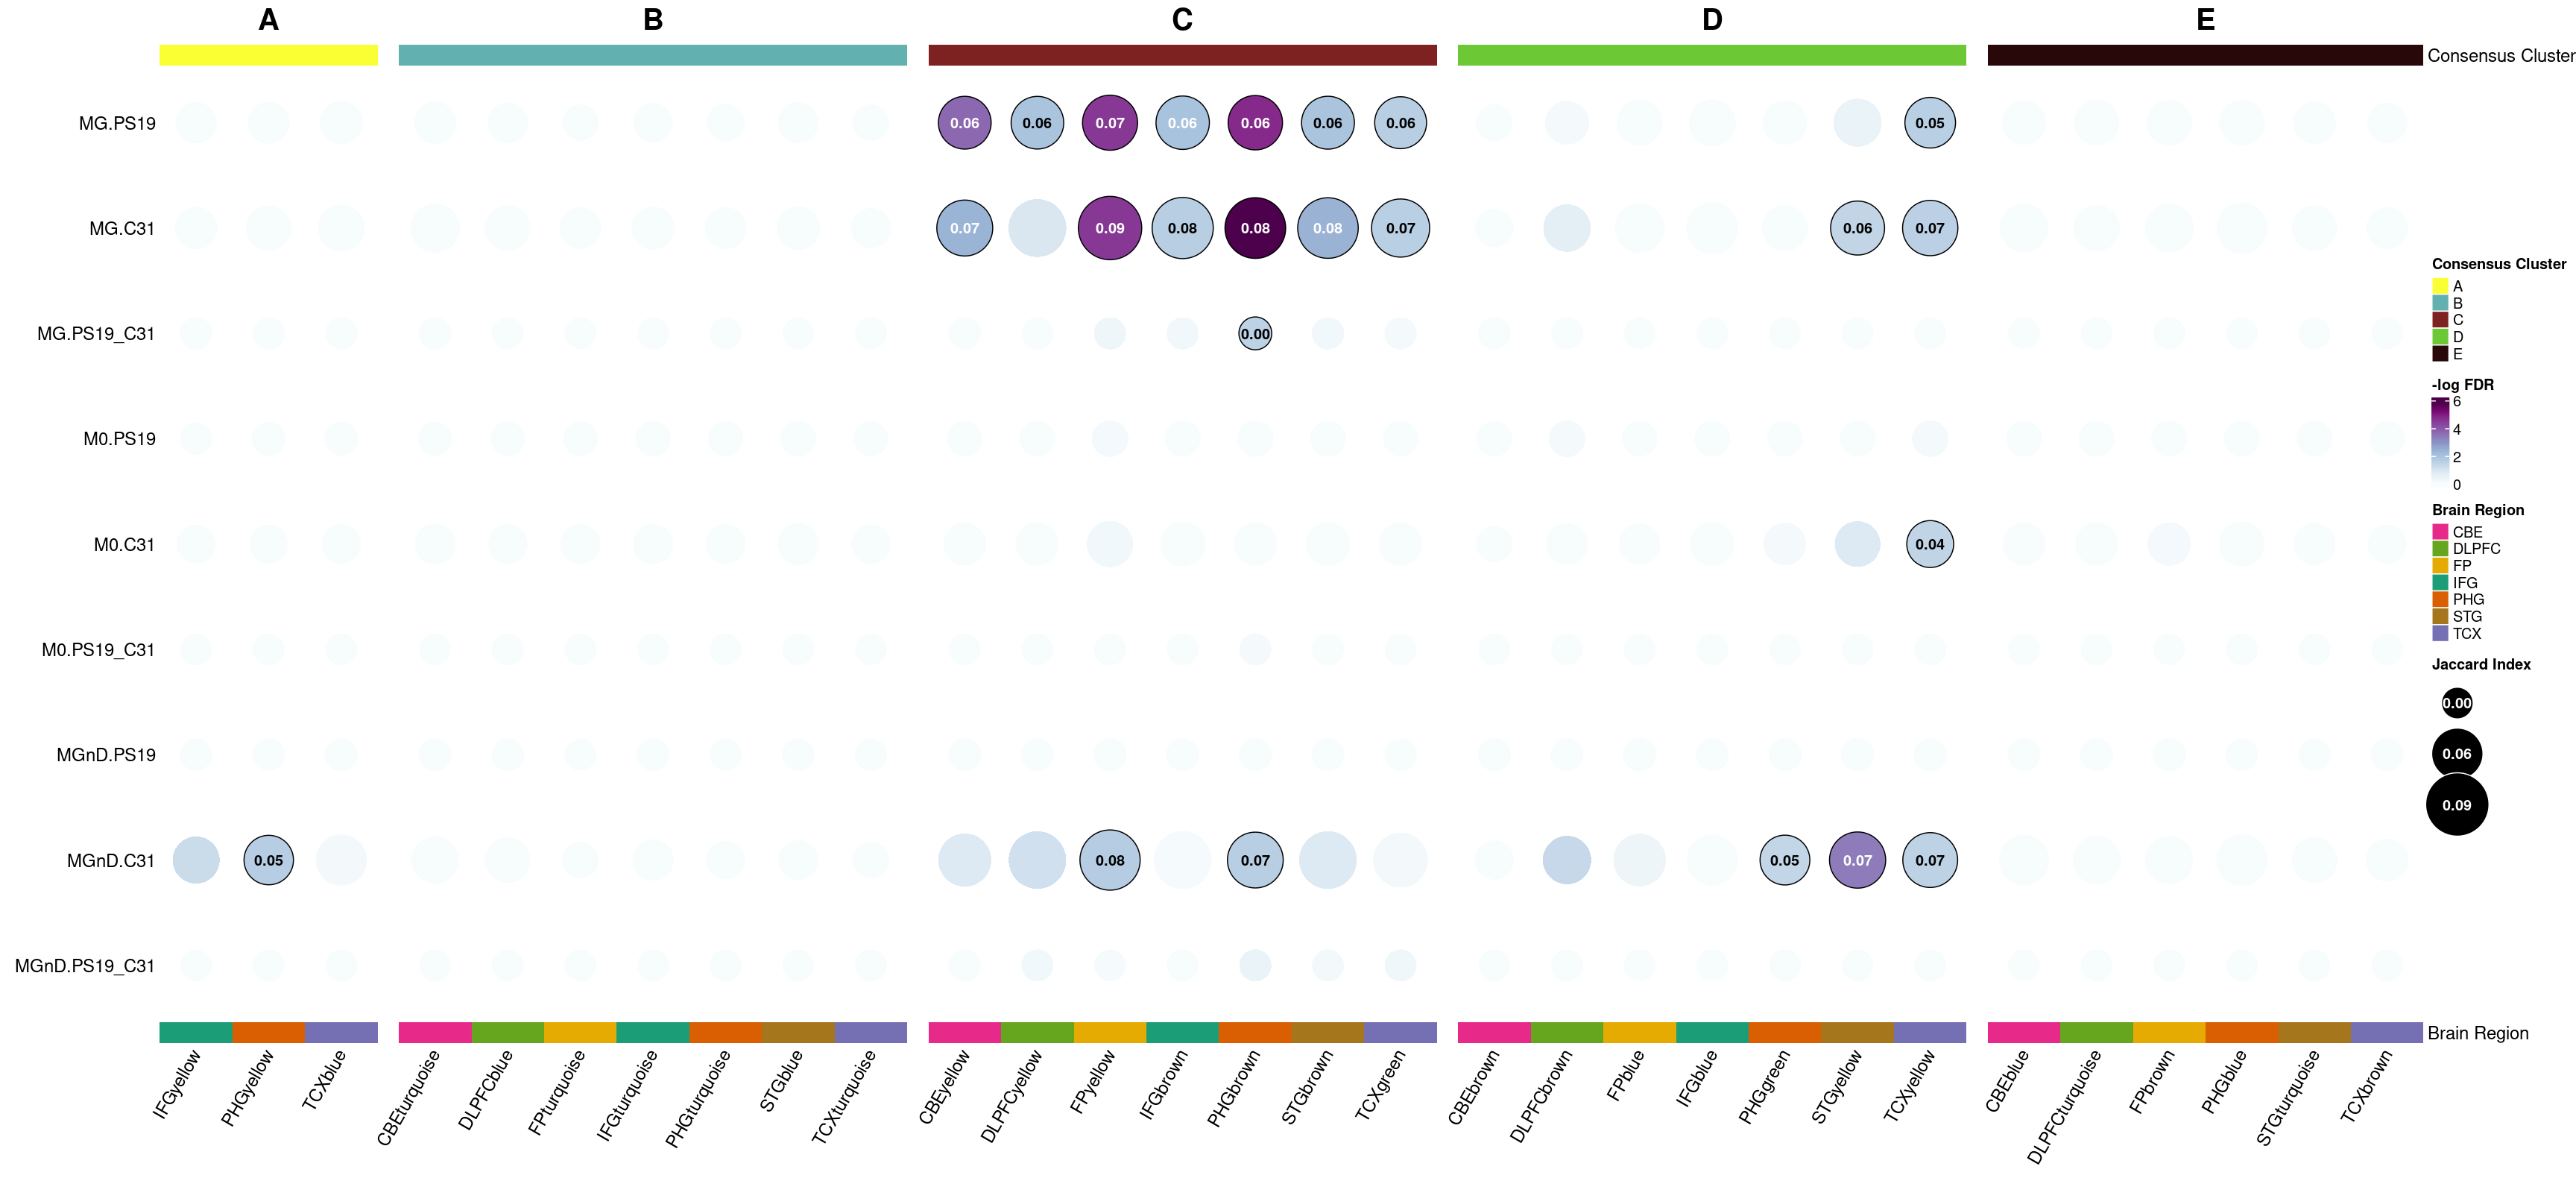 A B C D E
Consensus Cluster
MG.PS19 0.06 0.06 0.07 0.06 0.06 0.06 0.06 0.05
MG.C31 0.07 0.09 0.08 0.08 0.08 0.07 0.06 0.07
MG.PS19_C31 0.00
M0.PS19
M0.C31 0.04
M0.PS19_C31
MGnD.PS19
MGnD.C31 0.05 0.08 0.07 0.05 0.07 0.07
MGnD.PS19_C31
Brain Region
IFGyellow
PHGyellow
TCXblue
CBEturquoise
DLPFCblue
FPturquoise
IFGturquoise
PHGturquoise
STGblue
TCXturquoise
CBEyellow
DLPFCyellow
FPyellow
IFGbrown
PHGbrown
STGbrown
TCXgreen
CBEbrown
DLPFCbrown
FPblue
IFGblue
PHGgreen
STGyellow
TCXyellow
CBEblue
DLPFCturquoise
FPbrown
PHGblue
STGturquoise
TCXbrown
Consensus Cluster
A
B
C
D
E
-log FDR
6
4
2
0
Brain Region
CBE
DLPFC
FP
IFG
PHG
STG
TCX
Jaccard Index
0.00
0.06
0.09